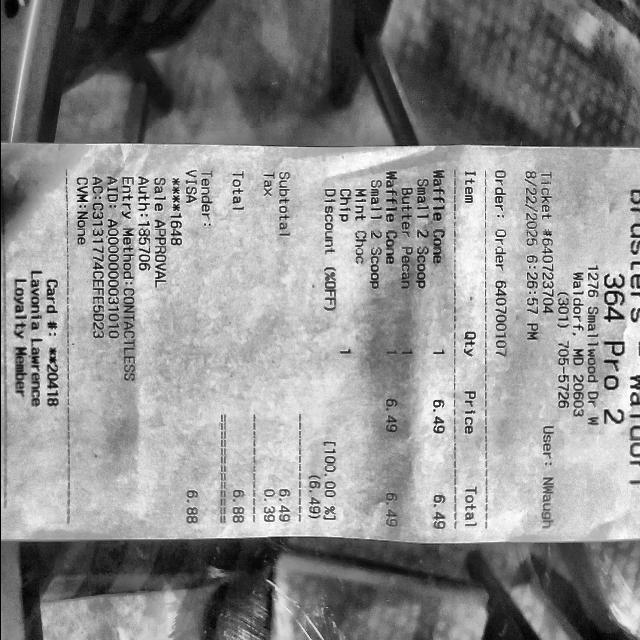 Bruster's - Waldorf
364 Pro 2
1276 Smallwood Dr W
Waldorf, MD 20603
(301) 705-5726
Ticket #640723704 User: NWaugh
8/22/2025 6:26:57 PM
Order: Order 640700107
Item Qty Price Total
Waffle Cone 1 6.49 6.49
Small 2 Scoop
Butter Pecan 1
Waffle Cone 1 6.49 6.49
Small 2 Scoop
Mint Choc 1
Chip
Discount (%OFF) [100.00 %]
(6.49)
Subtotal 6.49
Tax 0.39
Total 6.88
Tender:
VISA 6.88
****1648
Sale APPROVAL
Auth:185706
Entry Method:CONTACTLESS
AID: A0000000031010
AC:631317746EFE6D23
CVM:None
Card #: **20418
Lavonia Lawrence
Loyalty Member